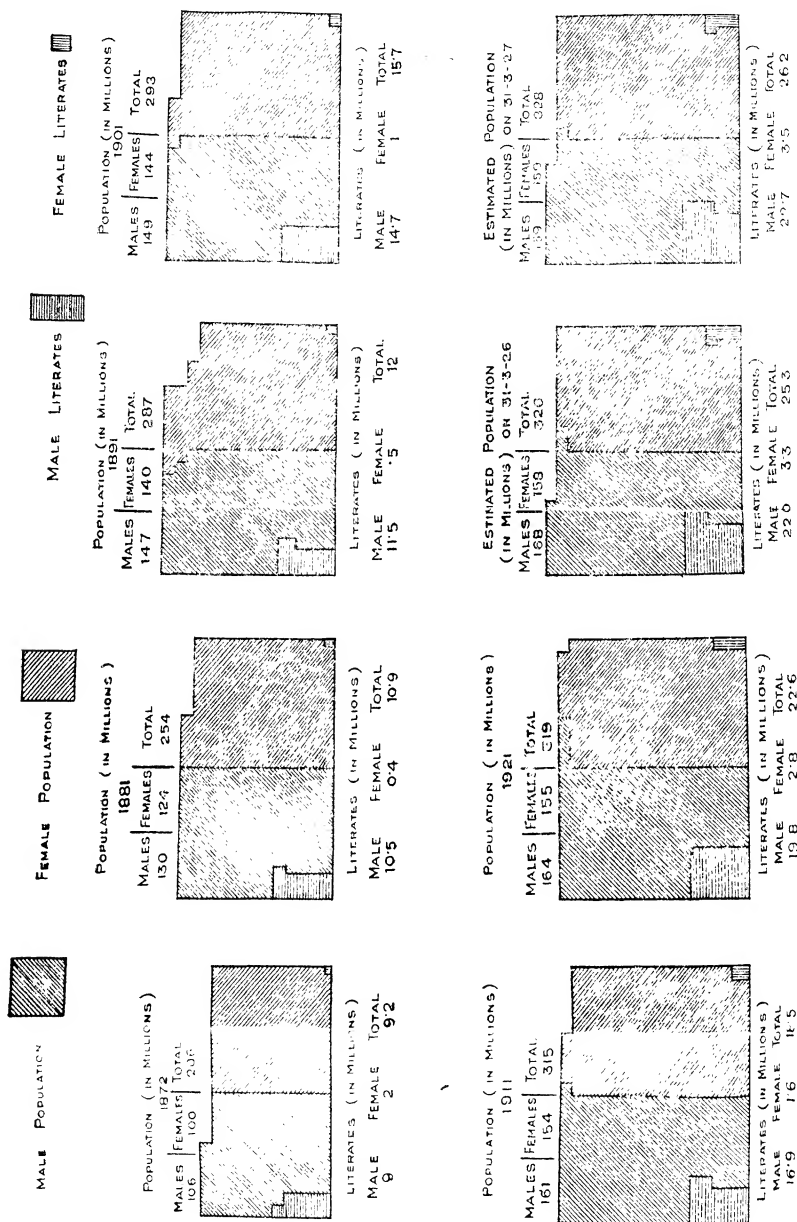 MALE POPULATION
FEMALE POPULATION
MALE LITERATES
FEMALE LITERATES
POPULATION (IN MILLIONS)
1872
MALES FEMALES TOTAL
106 100 206
LITERATES (IN MILLIONS)
MALE FEMALE TOTAL
9 2 9·2
POPULATION (IN MILLIONS)
1881
MALES FEMALES TOTAL
130 124 254
LITERATES (IN MILLIONS)
MALE FEMALE TOTAL
10·5 0·4 10·9
POPULATION (IN MILLIONS)
1891
MALES FEMALES TOTAL
147 140 287
LITERATES (IN MILLIONS)
MALE FEMALE TOTAL
11·5 ·5 12
POPULATION (IN MILLIONS)
1901
MALES FEMALES TOTAL
149 144 293
LITERATES (IN MILLIONS)
MALE FEMALE TOTAL
14·7 1 15·7
POPULATION (IN MILLIONS)
1911
MALES FEMALES TOTAL
161 154 315
LITERATES (IN MILLIONS)
MALE FEMALE TOTAL
16·9 1·6 18·5
POPULATION (IN MILLIONS)
1921
MALES FEMALES TOTAL
164 155 319
LITERATES (IN MILLIONS)
MALE FEMALE TOTAL
19·8 2·8 22·6
ESTIMATED POPULATION
(IN MILLIONS) ON 31-3-26
MALES FEMALES TOTAL
168 158 326
LITERATES (IN MILLIONS)
MALE FEMALE TOTAL
22·0 3·3 25·3
ESTIMATED POPULATION
(IN MILLIONS) ON 31-3-27
MALES FEMALES TOTAL
169 159 328
LITERATES (IN MILLIONS)
MALE FEMALE TOTAL
22·7 3·5 26·2